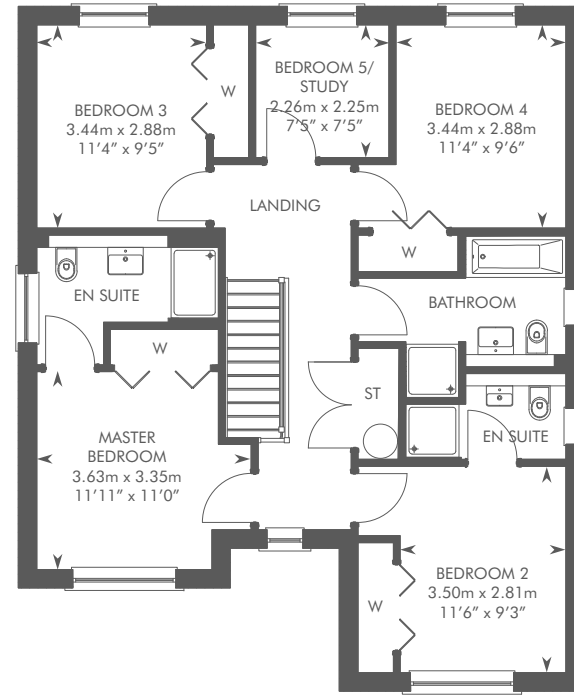 BEDROOM 3
3.44m x 2.88m
11’4” x 9’5”
W
BEDROOM 5/
STUDY
2.26m x 2.25m
7’5” x 7’5”
BEDROOM 4
3.44m x 2.88m
11’4” x 9’6”
LANDING
W
EN SUITE
BATHROOM
W
ST
MASTER
BEDROOM
3.63m x 3.35m
11’11” x 11’0”
EN SUITE
BEDROOM 2
3.50m x 2.81m
11’6” x 9’3”
W